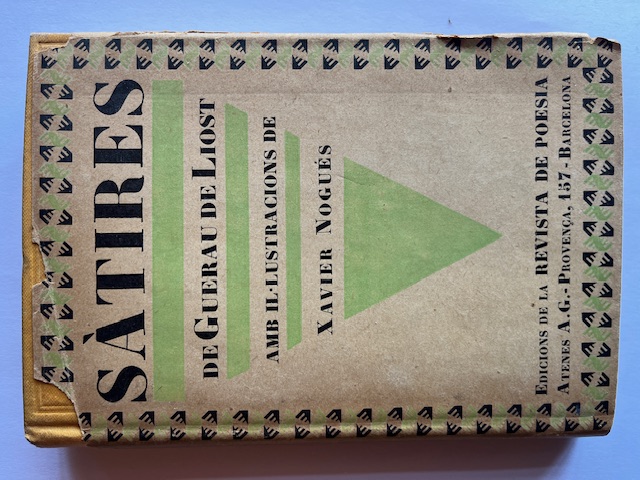 SÀTIRES
DE GUERAU DE LIOST
AMB IL·LUSTRACIONS DE
XAVIER NOGUÉS
EDICIONS DE LA REVISTA DE POESIA
ATENES A. G. - PROVENÇA, 157 - BARCELONA